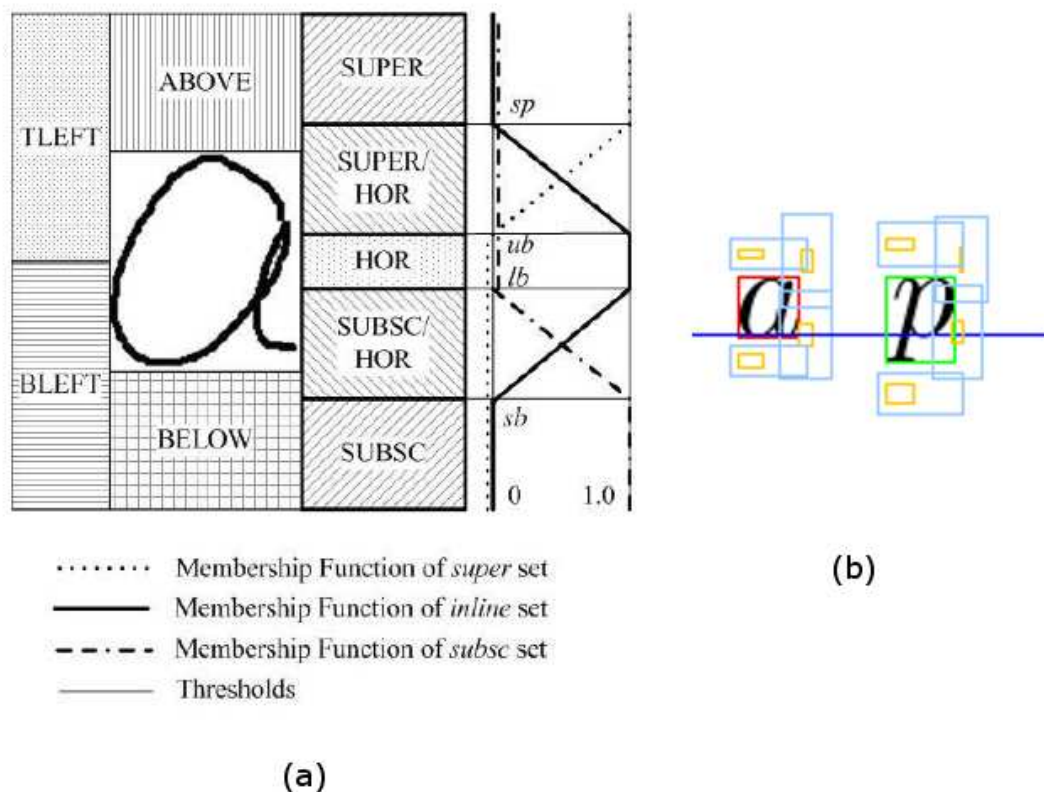 ABOVE
SUPER
sp
TLEFT
SUPER/
HOR
a
ub
HOR
lb
a
p
SUBSC/
HOR
BLEFT
sb
BELOW
SUBSC
0 1.0
(b)
Membership Function of super set
Membership Function of inline set
Membership Function of subsc set
Thresholds
(a)